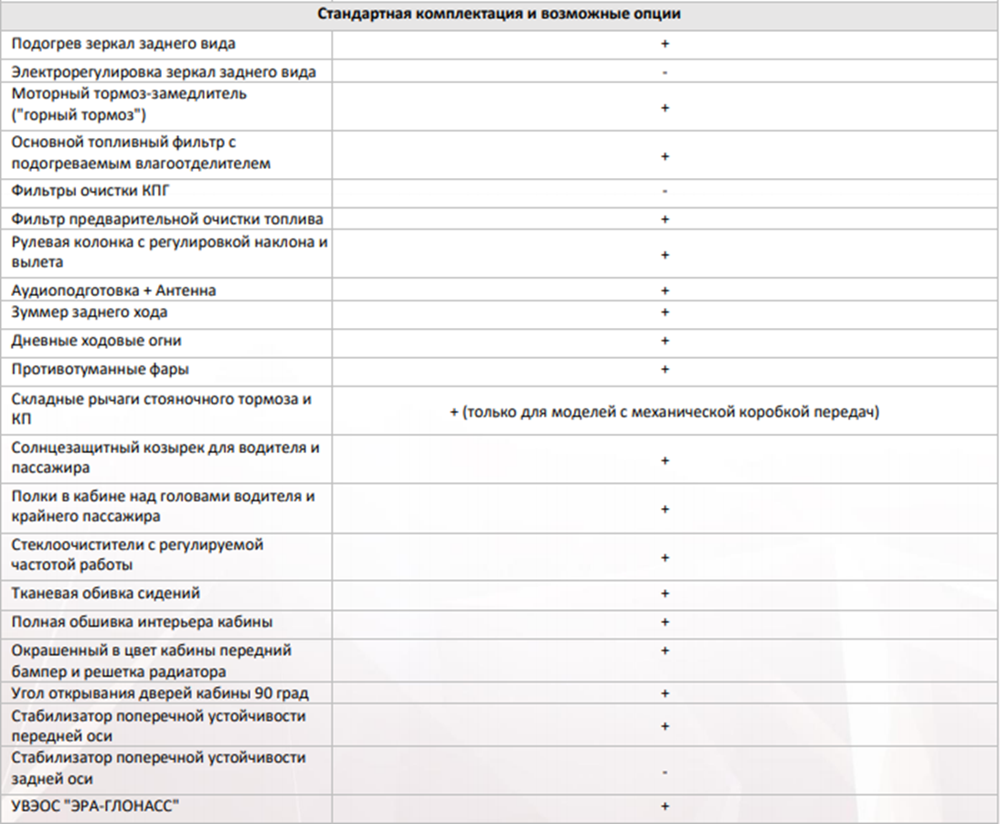 Стандартная комплектация и возможные опции
Подогрев зеркал заднего вида +
Электрорегулировка зеркал заднего вида -
Моторный тормоз-замедлитель
("горный тормоз") +
Основной топливный фильтр с
подогреваемым влагоотделителем +
Фильтры очистки КПГ -
Фильтр предварительной очистки топлива +
Рулевая колонка с регулировкой наклона и
вылета +
Аудиоподготовка + Антенна +
Зуммер заднего хода +
Дневные ходовые огни +
Противотуманные фары +
Складные рычаги стояночного тормоза и
КП + (только для моделей с механической коробкой передач)
Солнцезащитный козырек для водителя и
пассажира +
Полки в кабине над головами водителя и
крайнего пассажира +
Стеклоочистители с регулируемой
частотой работы +
Тканевая обивка сидений +
Полная обшивка интерьера кабины +
Окрашенный в цвет кабины передний +
бампер и решетка радиатора
Угол открывания дверей кабины 90 град +
Стабилизатор поперечной устойчивости
передней оси +
Стабилизатор поперечной устойчивости
задней оси -
УВЭОС "ЭРА-ГЛОНАСС" +